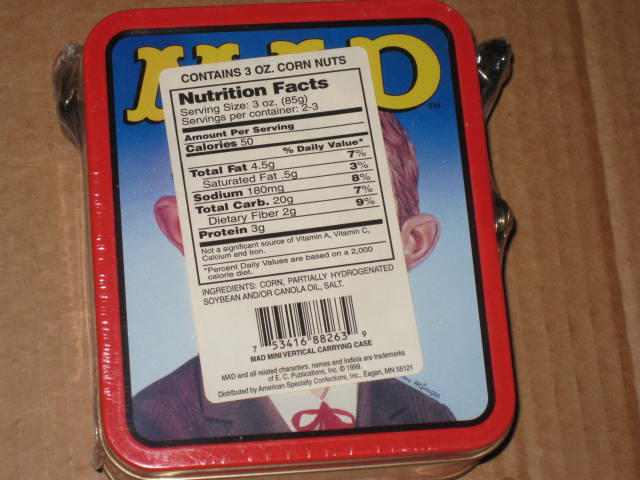 MAD
TM
CONTAINS 3 OZ. CORN NUTS
Nutrition Facts
Serving Size: 3 oz. (85g)
Servings per container: 2-3
Amount Per Serving
Calories 50
% Daily Value*
Total Fat 4.5g 7%
Saturated Fat .5g 3%
Sodium 180mg 8%
Total Carb. 20g 7%
Dietary Fiber 2g 9%
Protein 3g
Not a significant source of Vitamin A, Vitamin C,
Calcium and Iron.
*Percent Daily Values are based on a 2,000
calorie diet.
INGREDIENTS: CORN, PARTIALLY HYDROGENATED
SOYBEAN AND/OR CANOLA OIL, SALT.
7 53416 88263 9
MAD MINI VERTICAL CARRYING CASE
MAD and all related characters, names and indicia are trademarks
of E. C. Publications, Inc. © 1999.
Distributed by American Specialty Confections, Inc., Eagan, MN 55121